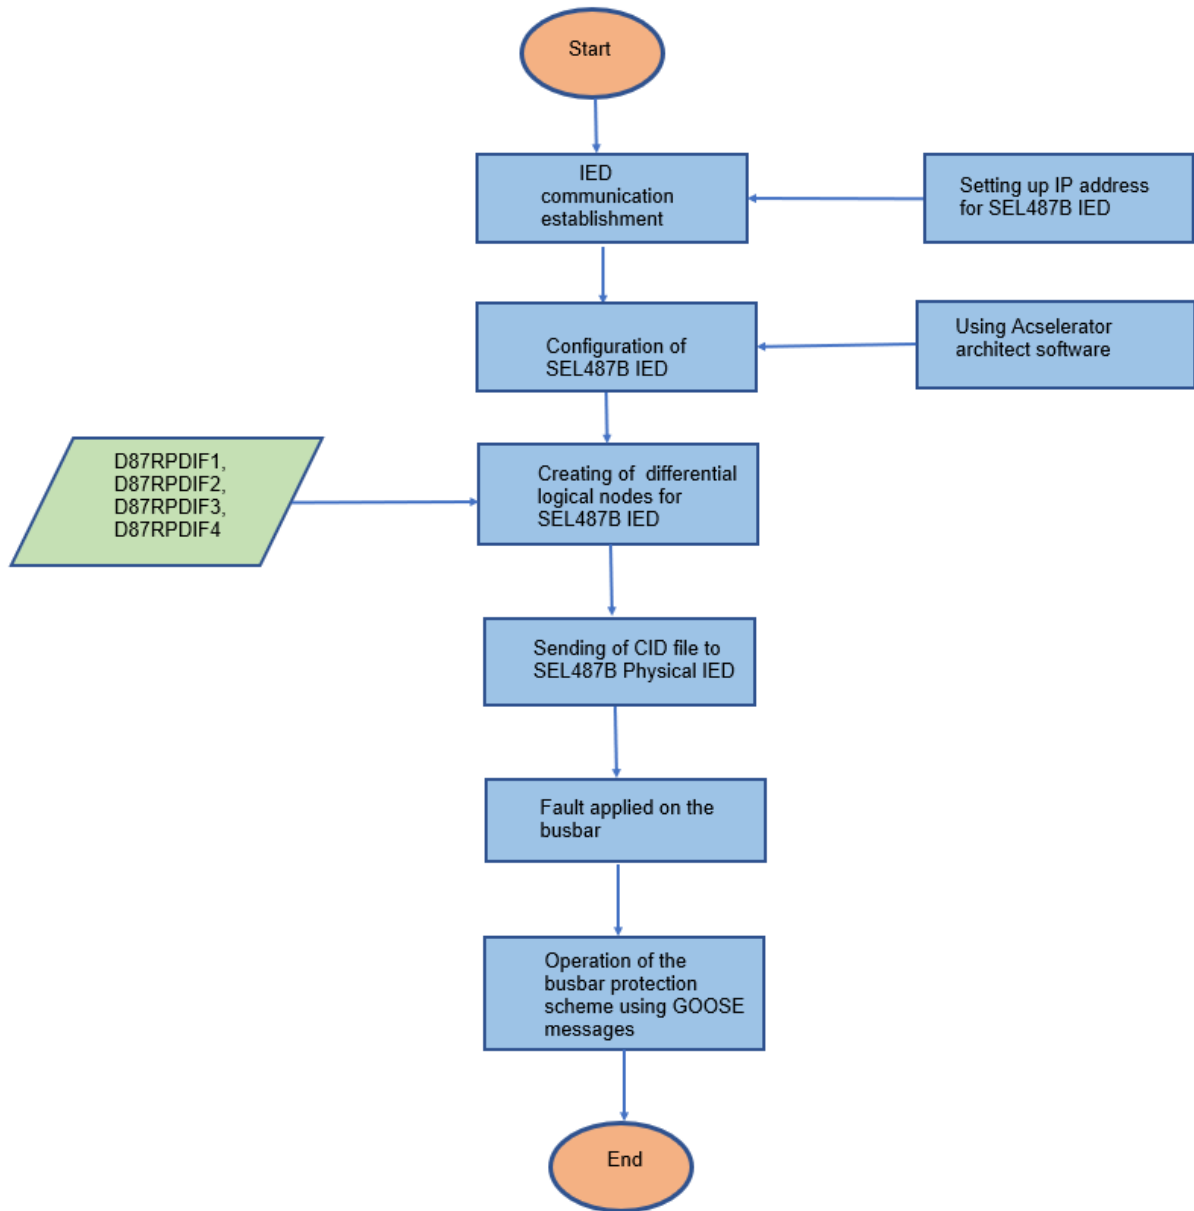 Start
IED
communication
establishment
Setting up IP address
for SEL487B IED
Configuration of
SEL487B IED
Using Acselerator
architect software
D87RPDIF1,
D87RPDIF2,
D87RPDIF3,
D87RPDIF4
Creating of differential
logical nodes for
SEL487B IED
Sending of CID file to
SEL487B Physical IED
Fault applied on the
busbar
Operation of the
busbar protection
scheme using GOOSE
messages
End